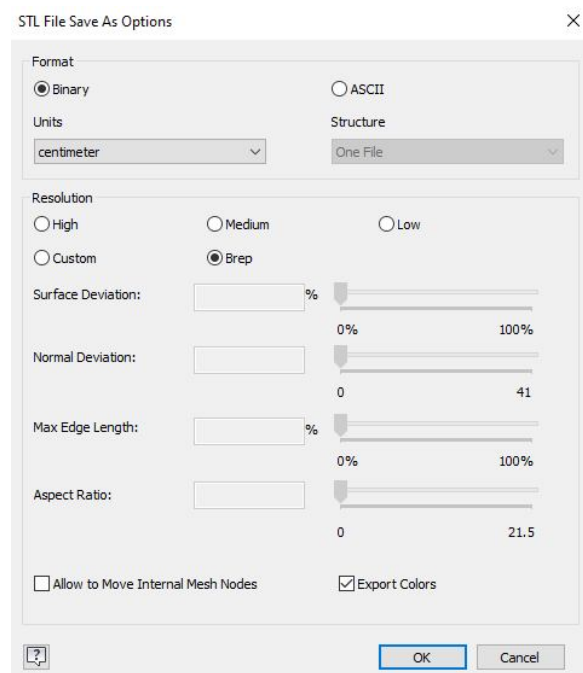 STL File Save As Options
Format
Binary
ASCII
Units
Structure
centimeter
One File
Resolution
High
Medium
Low
Custom
Brep
Surface Deviation:
%
0%
100%
Normal Deviation:
0
41
Max Edge Length:
%
0%
100%
Aspect Ratio:
0
21.5
Allow to Move Internal Mesh Nodes
Export Colors
?
OK
Cancel